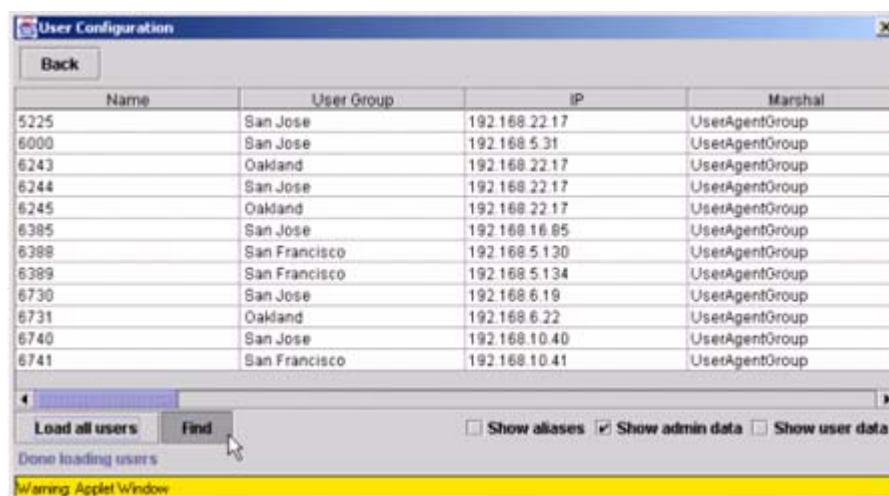 User Configuration
Back
Name User Group IP Marshal
5225 San Jose 192.168.22.17 UserAgentGroup
6000 San Jose 192.168.5.31 UserAgentGroup
6243 Oakland 192.168.22.17 UserAgentGroup
6244 San Jose 192.168.22.17 UserAgentGroup
6245 Oakland 192.168.22.17 UserAgentGroup
6385 San Jose 192.168.16.85 UserAgentGroup
6388 San Francisco 192.168.5.130 UserAgentGroup
6389 San Francisco 192.168.5.134 UserAgentGroup
6730 San Jose 192.168.6.19 UserAgentGroup
6731 Oakland 192.168.6.22 UserAgentGroup
6740 San Jose 192.168.10.40 UserAgentGroup
6741 San Francisco 192.168.10.41 UserAgentGroup
Load all users Find Show aliases Show admin data Show user data
Done loading users
Warning: Applet Window